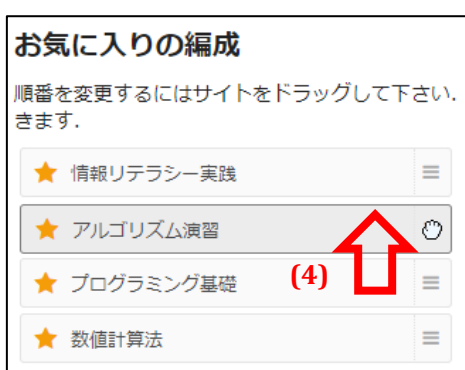 お気に入りの編成
順番を変更するにはサイトをドラッグして下さい.
きます.
情報リテラシー実践
アルゴリズム演習
プログラミング基礎
(4)
数値計算法